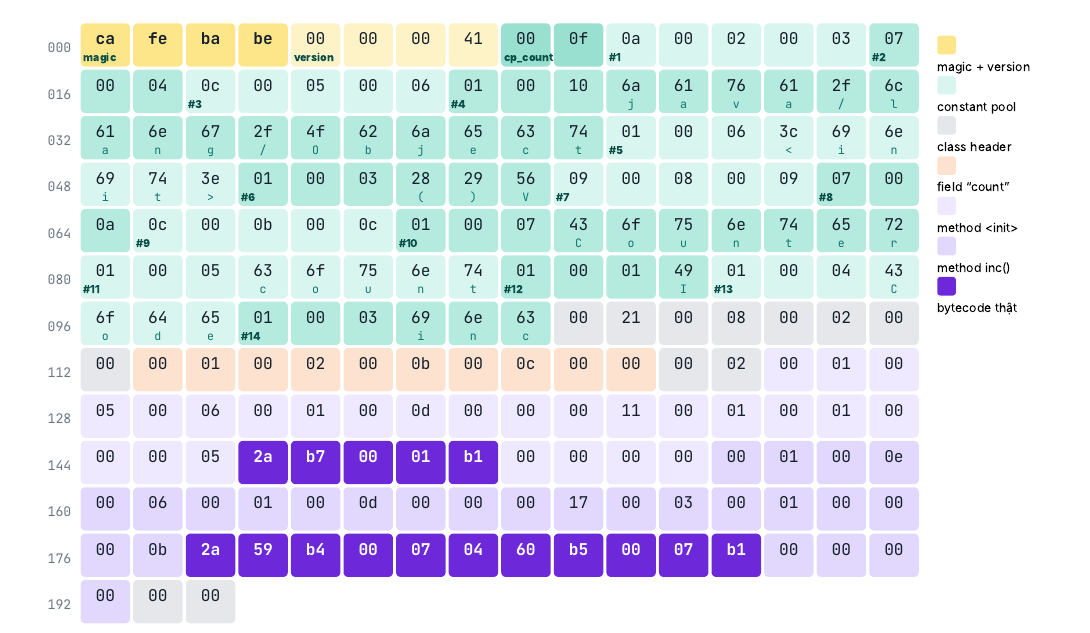 000 ca fe ba be 00 00 00 41 00 0f 0a 00 02 00 03 07
magic version cp_count #1 #2
016 00 04 0c 00 05 00 06 01 00 10 6a 61 76 61 2f 6c
#3 #4 j a v a / l
032 61 6e 67 2f 4f 62 6a 65 63 74 01 00 06 3c 69 6e
a n g / O b j e c t #5 < i n
048 69 74 3e 01 00 03 28 29 56 09 00 08 00 09 07 00
i t > #6 ( ) V #7 #8
064 0a 0c 00 0b 00 0c 01 00 07 43 6f 75 6e 74 65 72
#9 #10 C o u n t e r
080 01 00 05 63 6f 75 6e 74 01 00 01 49 01 00 04 43
#11 c o u n t #12 I #13 C
096 6f 64 65 01 00 03 69 6e 63 00 21 00 08 00 02 00
o d e #14 i n c
112 00 00 01 00 02 00 0b 00 0c 00 00 00 02 00 01 00
128 05 00 06 00 01 00 0d 00 00 00 11 00 01 00 01 00
144 00 00 05 2a b7 00 01 b1 00 00 00 00 00 01 00 0e
160 00 06 00 01 00 0d 00 00 00 17 00 03 00 01 00 00
176 00 0b 2a 59 b4 00 07 04 60 b5 00 07 b1 00 00 00
192 00 00 00
magic + version
constant pool
class header
field “count”
method <init>
method inc()
bytecode thật